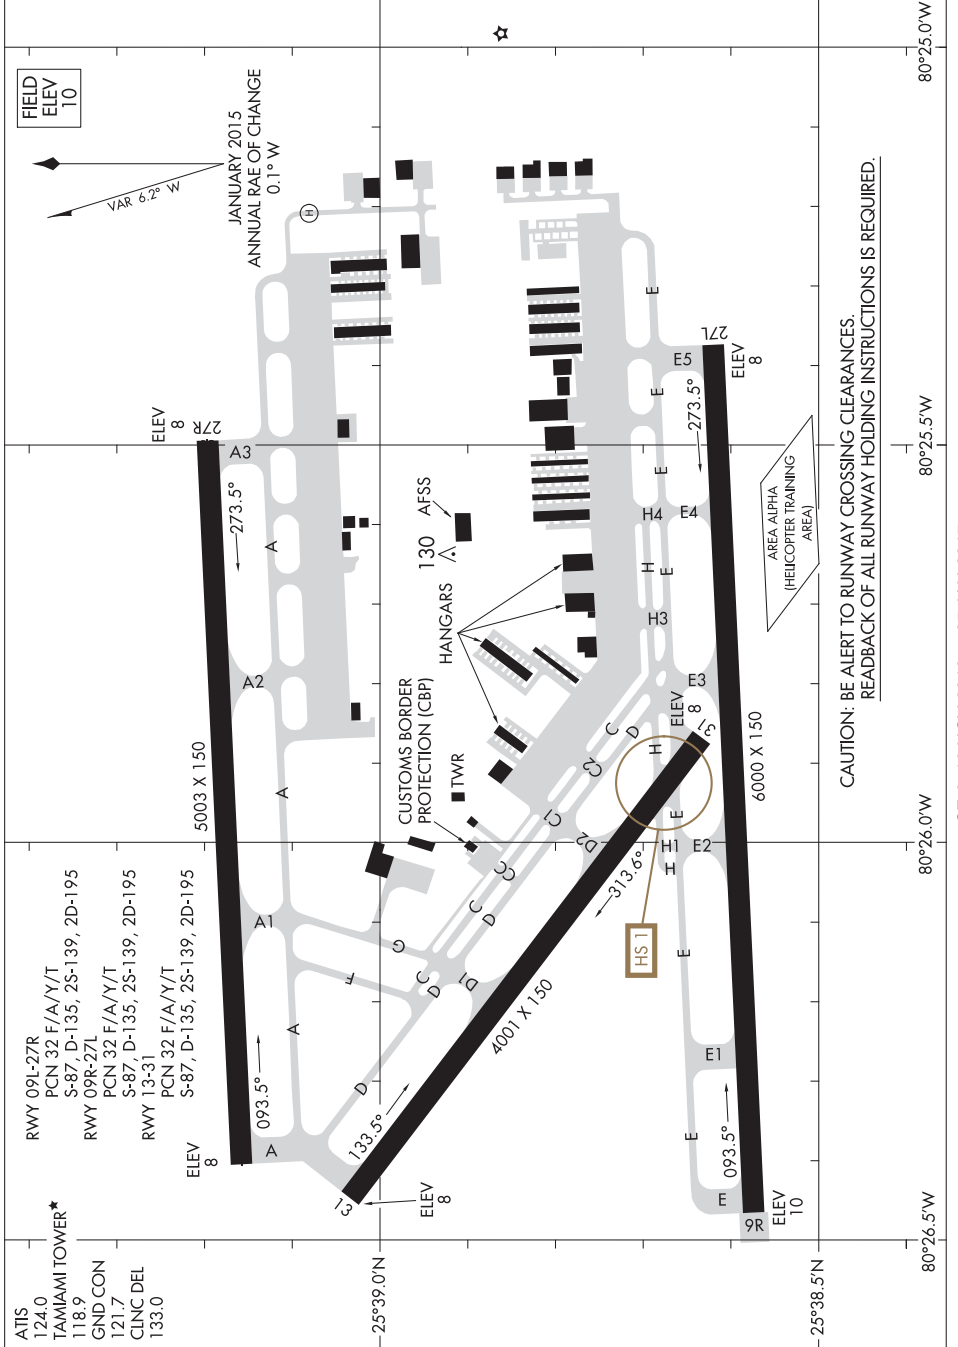 ATIS
124.0
TAMIAMI TOWER★
118.9
GND CON
121.7
CLNC DEL
133.0
RWY 09L-27R
PCN 32 F/A/Y/T
S-87, D-135, 2S-139, 2D-195
RWY 09R-27L
PCN 32 F/A/Y/T
S-87, D-135, 2S-139, 2D-195
RWY 13-31
PCN 32 F/A/Y/T
S-87, D-135, 2S-139, 2D-195
FIELD
ELEV
10
VAR 6.2° W
JANUARY 2015
ANNUAL RAE OF CHANGE
0.1° W
H
ELEV
8
093.5°
5003 X 150
273.5°
ELEV
8
27R
A
A
A1
A
A2
A
A3
13
ELEV
8
133.5°
4001 X 150
313.6°
31
ELEV
8
D
F
G
C
D
D1
C
D
CC
C1
D2
C2
C
D
CUSTOMS BORDER
PROTECTION (CBP)
TWR
HANGARS
130
AFSS
HS 1
H
H1
H
H3
H
H4
E
E
E1
E
E2
E
E3
E
E4
E
E
E5
E
9R
ELEV
10
093.5°
6000 X 150
273.5°
27L
ELEV
8
AREA ALPHA
(HELICOPTER TRAINING
AREA)
CAUTION: BE ALERT TO RUNWAY CROSSING CLEARANCES.
READBACK OF ALL RUNWAY HOLDING INSTRUCTIONS IS REQUIRED.
25°39.0'N
25°38.5'N
80°26.5'W
80°26.0'W
80°25.5'W
80°25.0'W